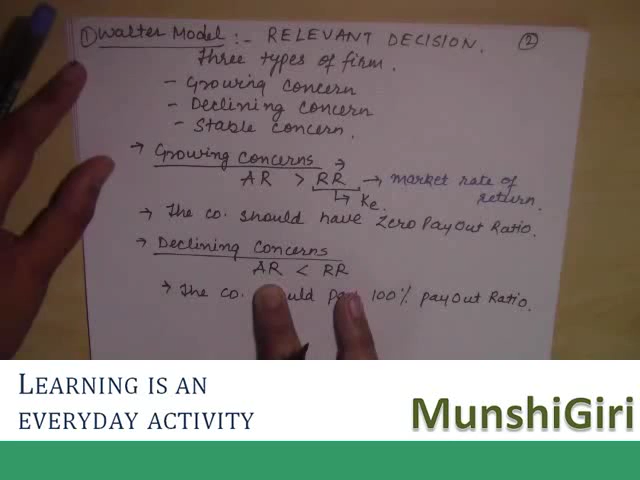 ① Walter Model :- RELEVANT DECISION. ②
Three types of firm.
- Growing Concern
- Declining Concern
- Stable Concern.
→ Growing Concerns →
AR > RR → market rate of return.
↳ Ke
→ The co. should have Zero PayOut Ratio.
→ Declining Concerns
AR < RR
→ The co. should pay 100% payout Ratio.
LEARNING IS AN
EVERYDAY ACTIVITY
MunshiGiri